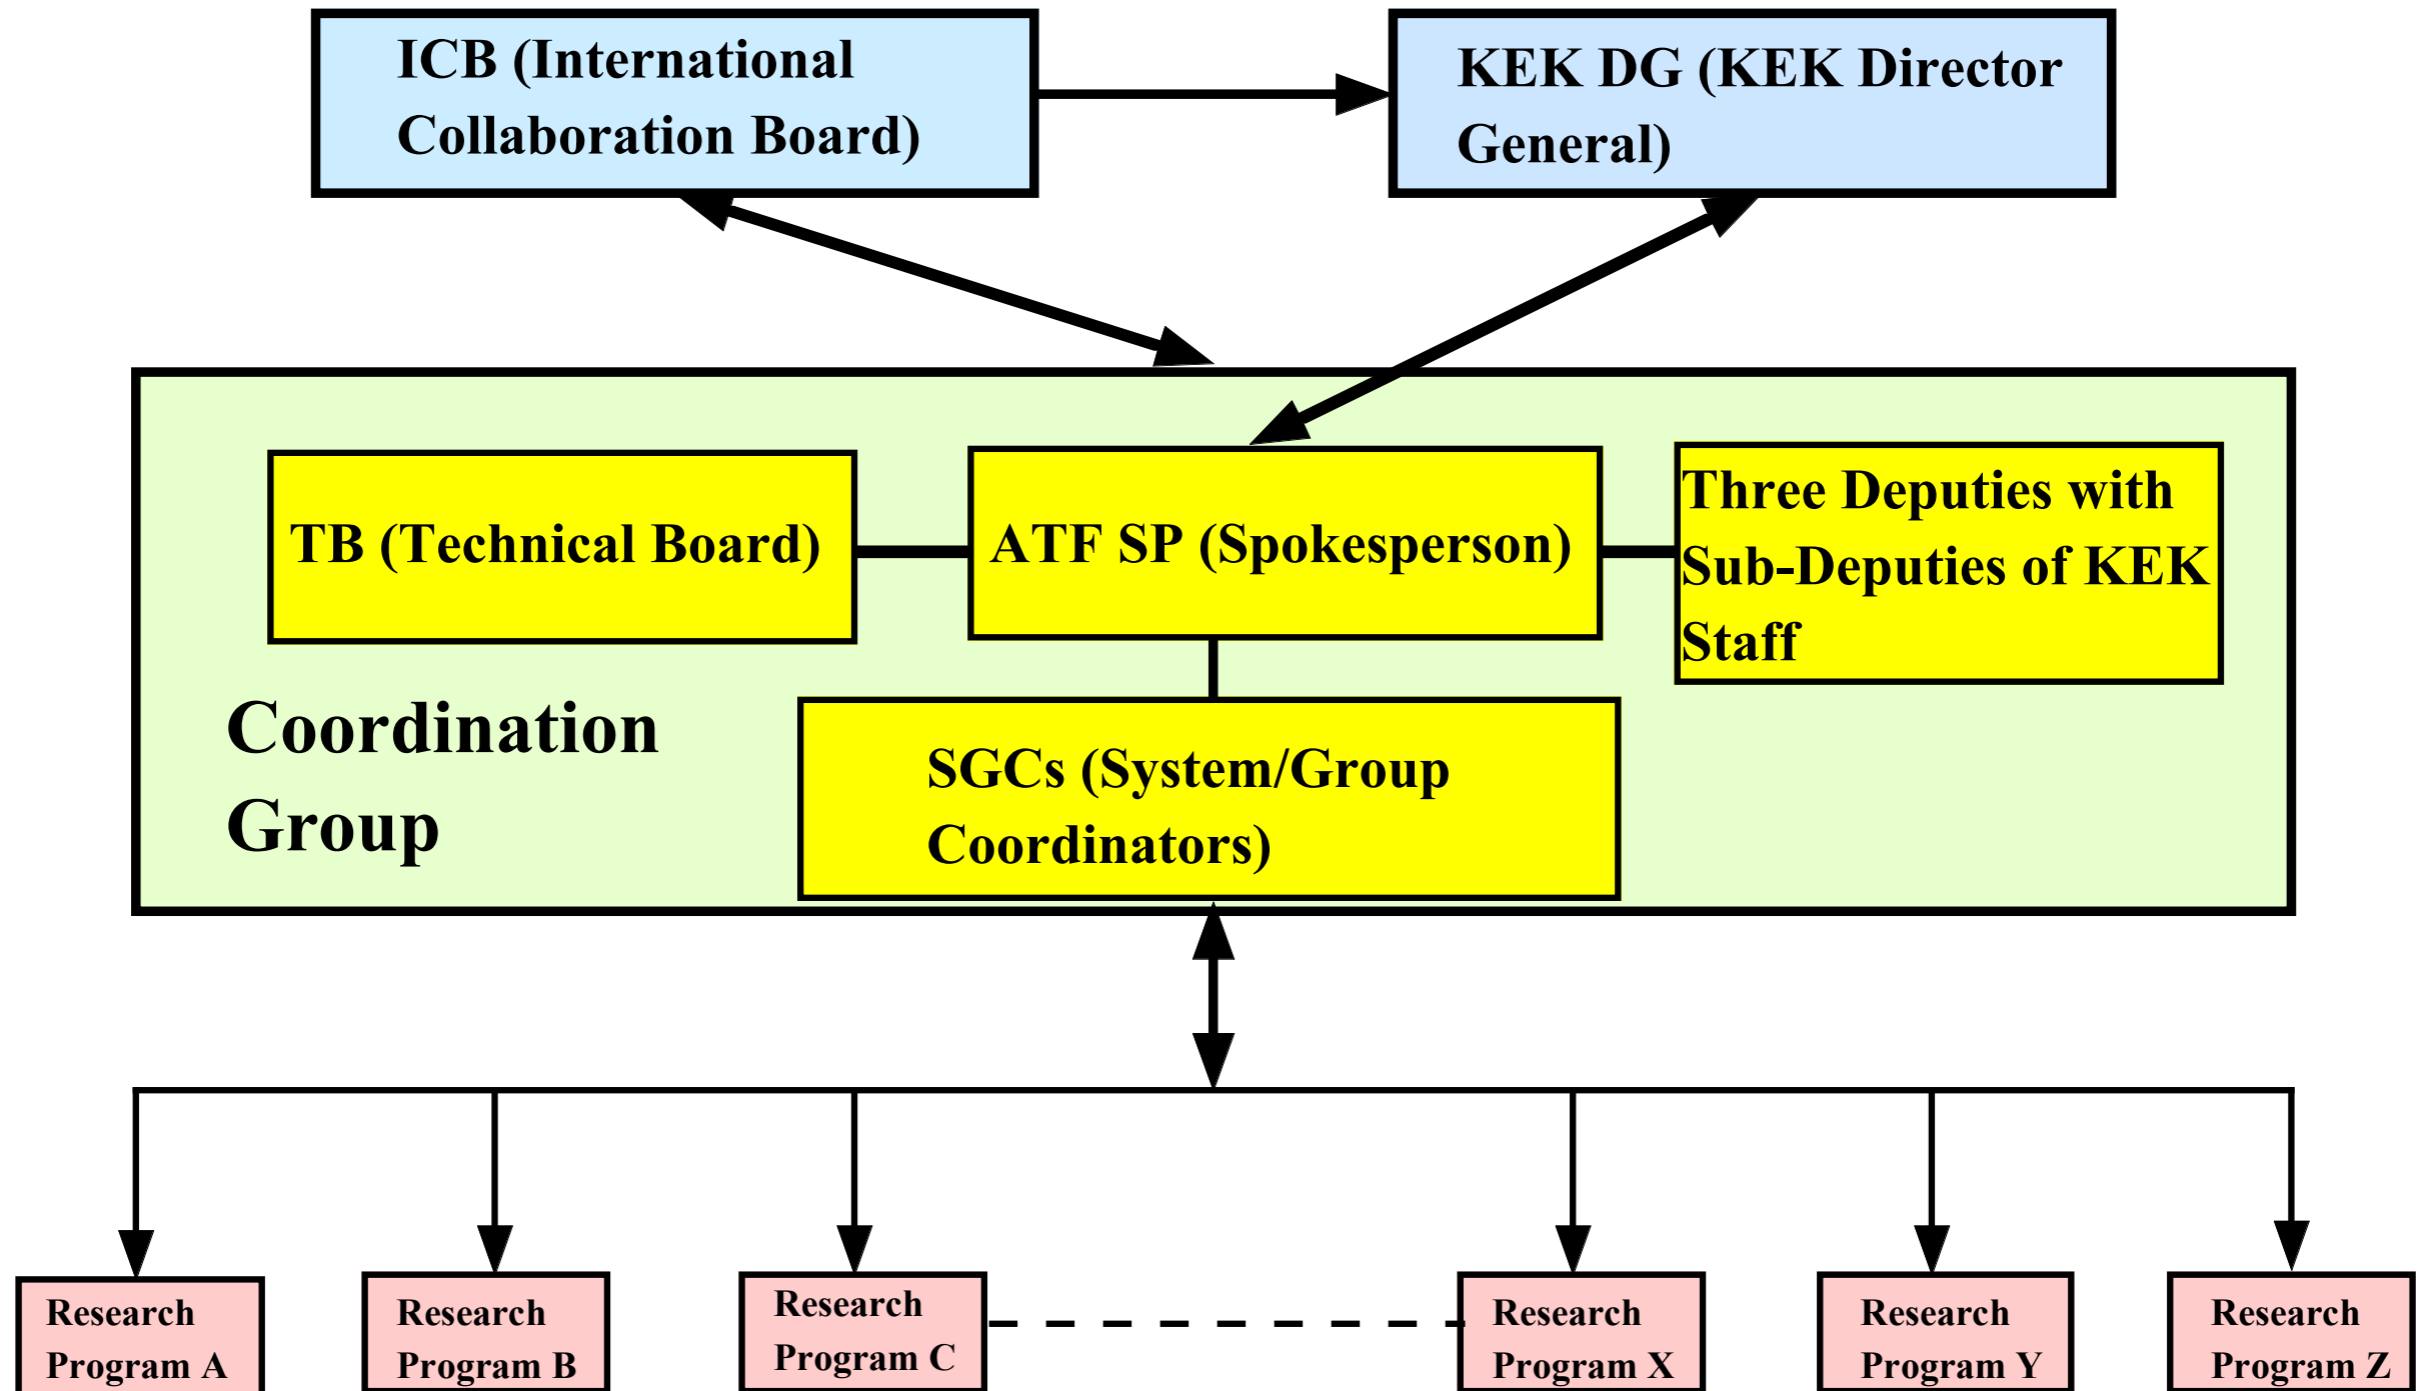 ICB (International
Collaboration Board)
KEK DG (KEK Director
General)
TB (Technical Board)
ATF SP (Spokesperson)
Three Deputies with
Sub-Deputies of KEK
Staff
Coordination
Group
SGCs (System/Group
Coordinators)
Research
Program A
Research
Program B
Research
Program C
Research
Program X
Research
Program Y
Research
Program Z